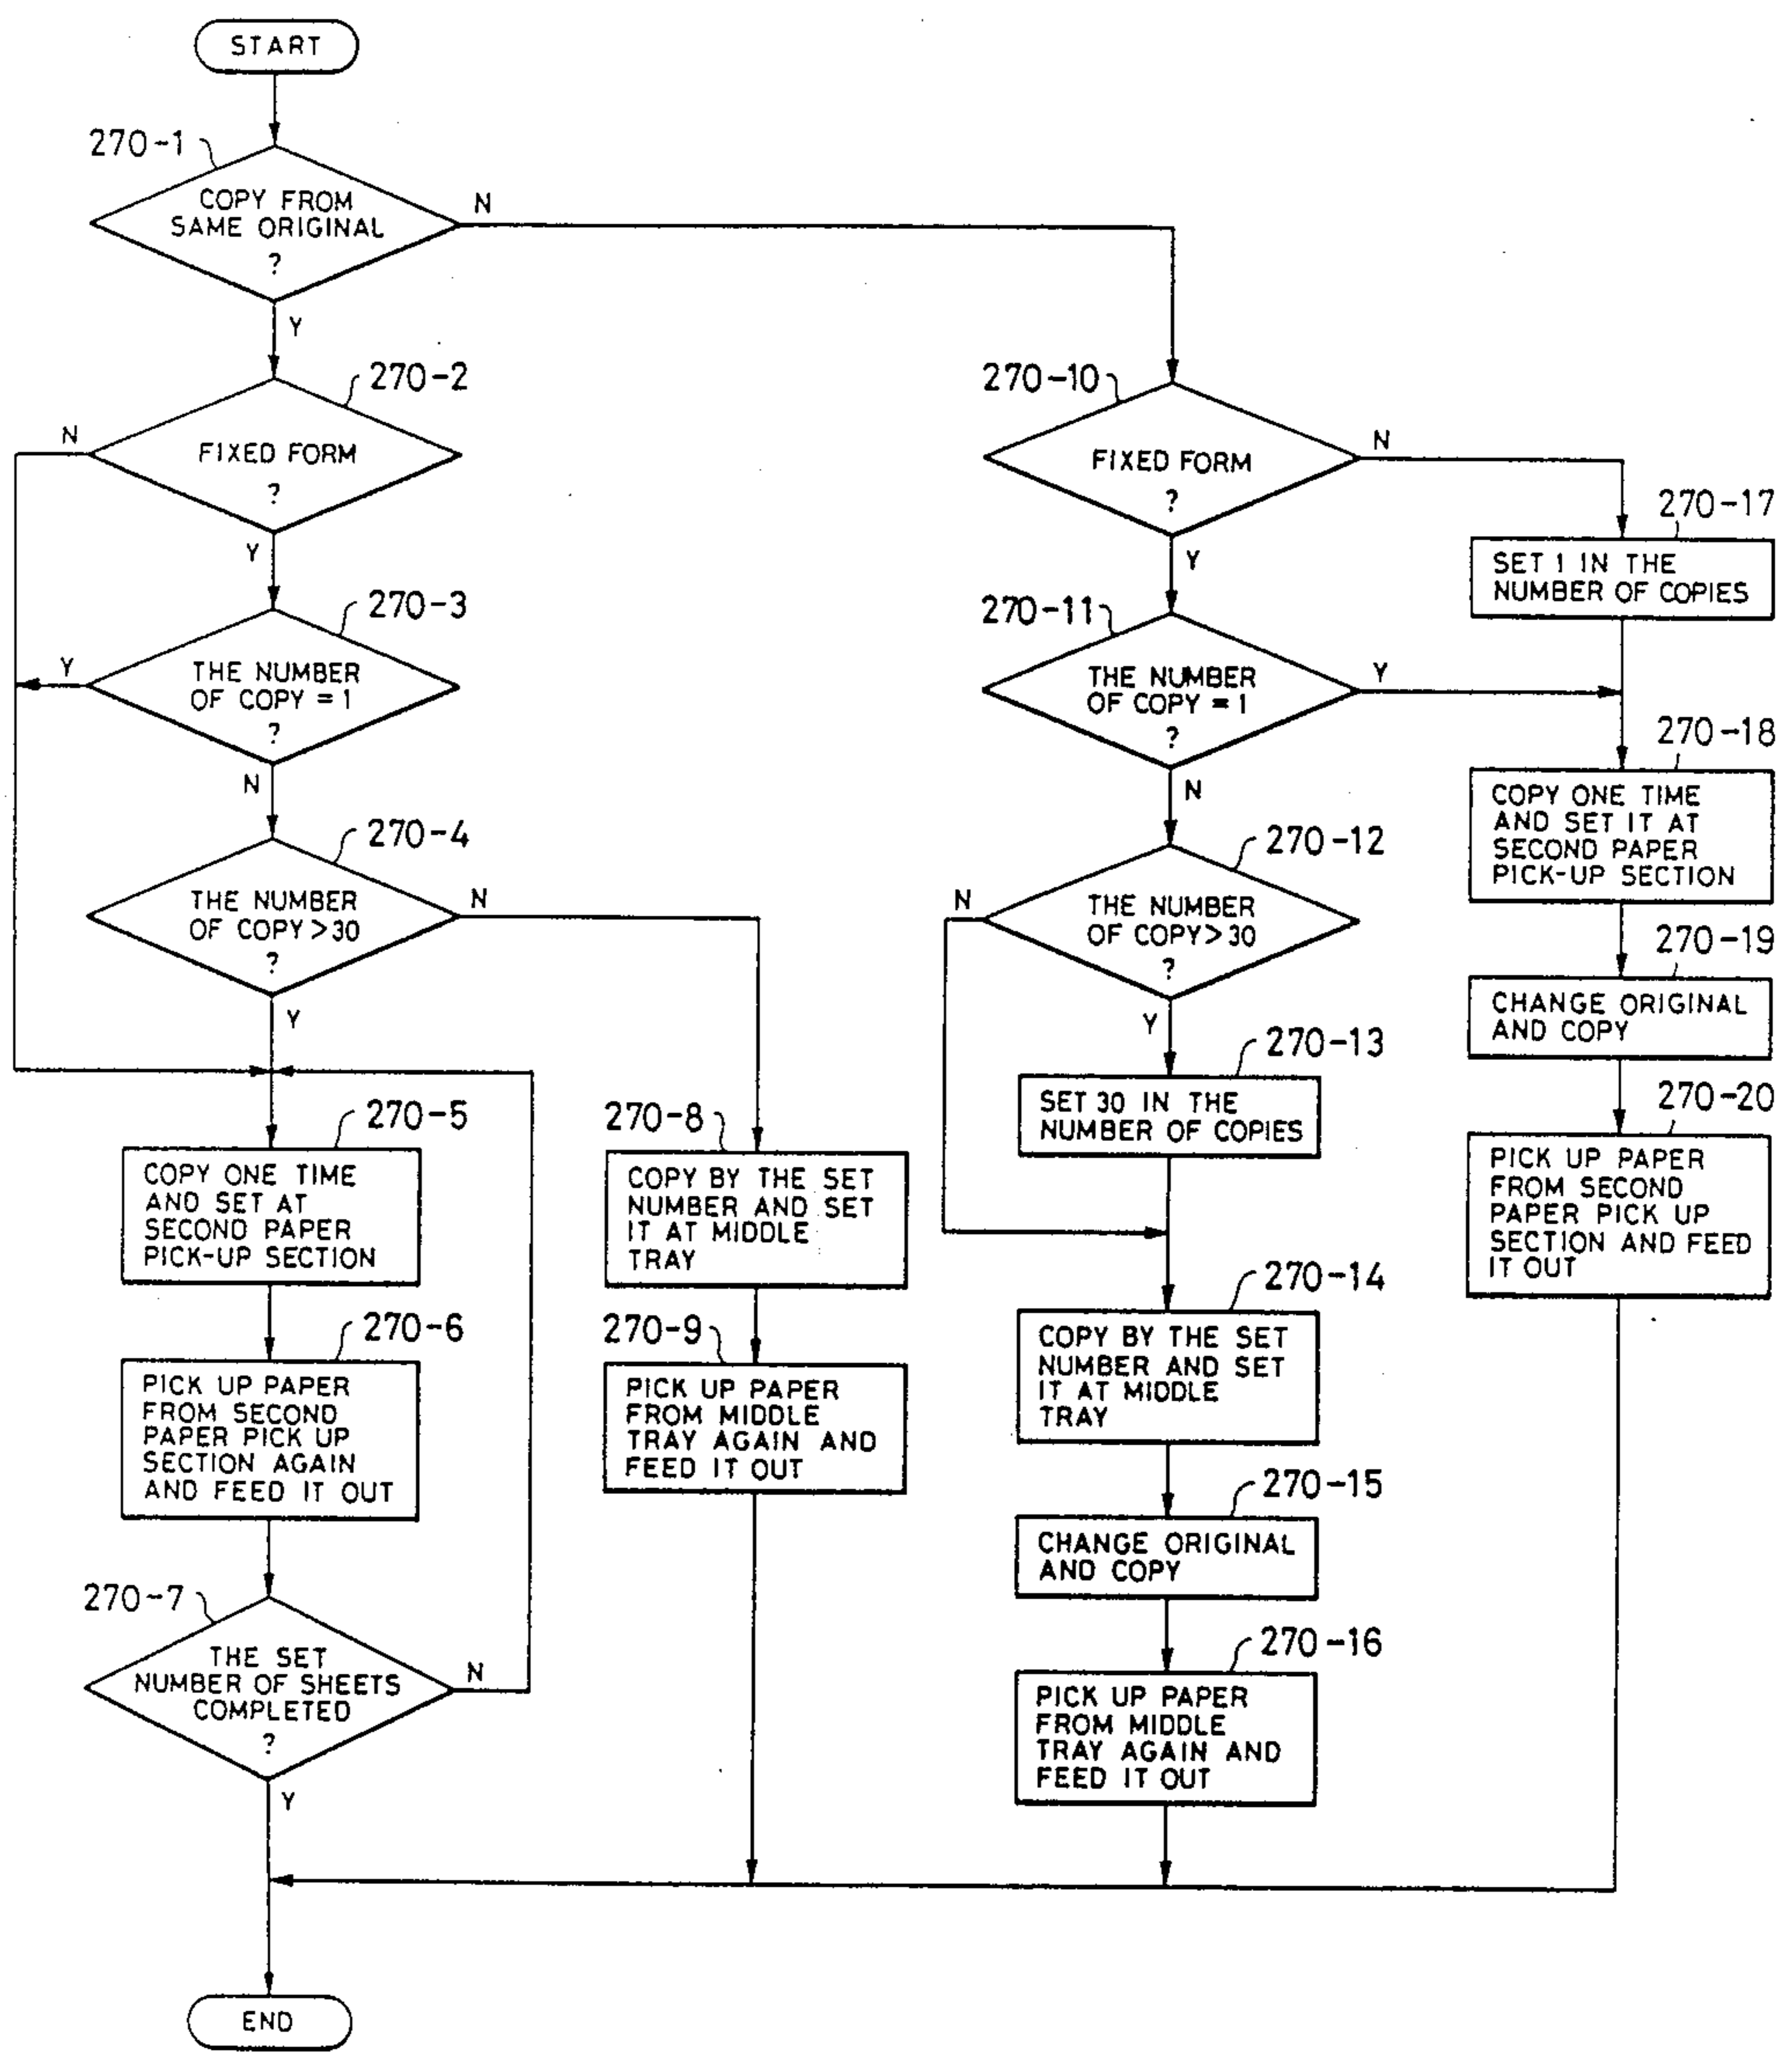 START
270-1
COPY FROM
SAME ORIGINAL
?
N
Y
270-2
FIXED FORM
?
N
Y
270-3
THE NUMBER
OF COPY = 1
?
Y
N
270-4
THE NUMBER
OF COPY > 30
?
N
Y
270-5
COPY ONE TIME
AND SET AT
SECOND PAPER
PICK-UP SECTION
270-6
PICK UP PAPER
FROM SECOND
PAPER PICK UP
SECTION AGAIN
AND FEED IT OUT
270-7
THE SET
NUMBER OF SHEETS
COMPLETED
?
N
Y
END
270-8
COPY BY THE SET
NUMBER AND SET
IT AT MIDDLE
TRAY
270-9
PICK UP PAPER
FROM MIDDLE
TRAY AGAIN AND
FEED IT OUT
270-10
FIXED FORM
?
N
Y
270-11
THE NUMBER
OF COPY = 1
?
Y
N
270-12
THE NUMBER
OF COPY > 30
?
N
Y
270-13
SET 30 IN THE
NUMBER OF COPIES
270-14
COPY BY THE SET
NUMBER AND SET
IT AT MIDDLE
TRAY
270-15
CHANGE ORIGINAL
AND COPY
270-16
PICK UP PAPER
FROM MIDDLE
TRAY AGAIN AND
FEED IT OUT
270-17
SET 1 IN THE
NUMBER OF COPIES
270-18
COPY ONE TIME
AND SET IT AT
SECOND PAPER
PICK-UP SECTION
270-19
CHANGE ORIGINAL
AND COPY
270-20
PICK UP PAPER
FROM SECOND
PAPER PICK UP
SECTION AND FEED
IT OUT